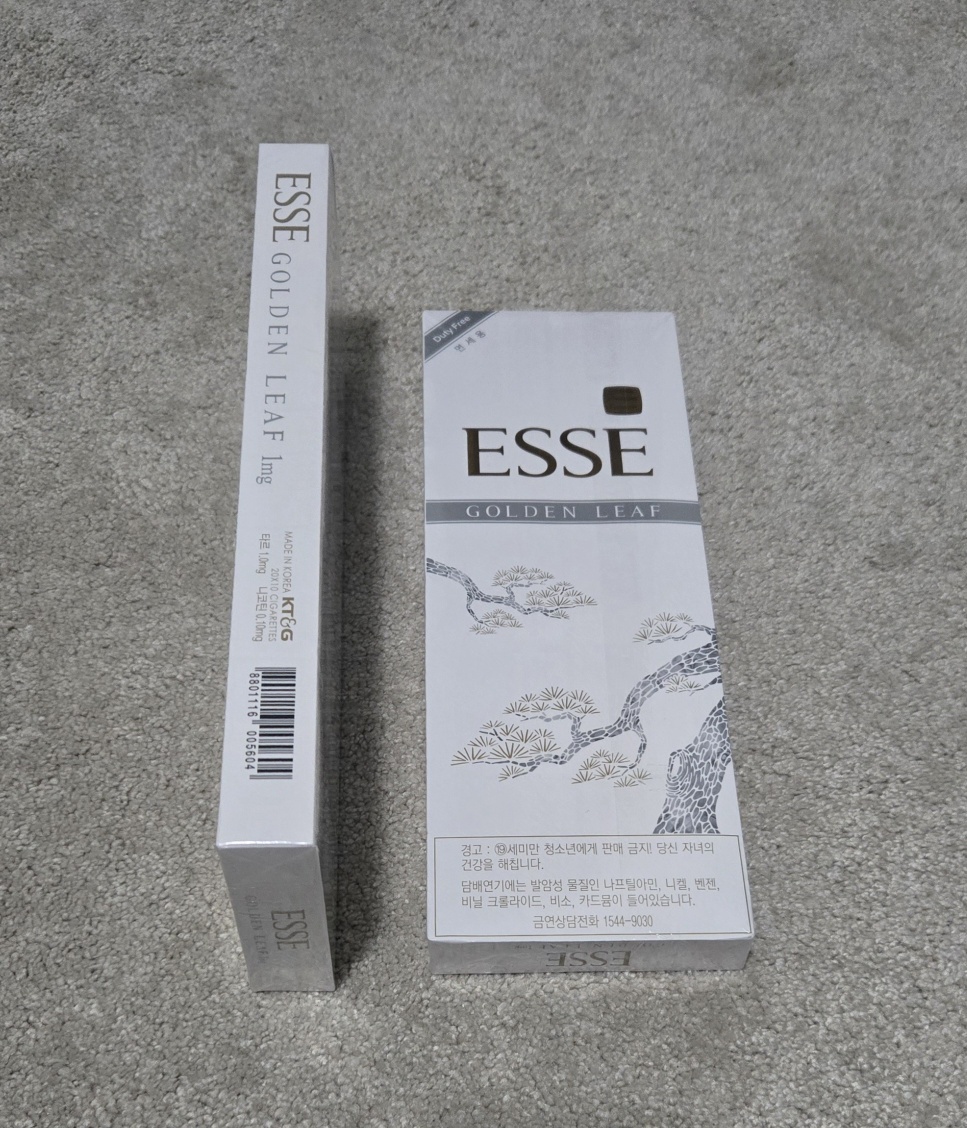 ESSE GOLDEN LEAF 1mg
MADE IN KOREA KT&G
20X10 CIGARETTES
타르 1.0mg 니코틴 0.10mg
8801116 005604
ESSE
GOLDEN LEAF
Duty Free
면세용
ESSE
GOLDEN LEAF
경고 : ⑲세미만 청소년에게 판매 금지! 당신 자녀의
건강을 해칩니다.
담배연기에는 발암성 물질인 나프틸아민, 니켈, 벤젠,
비닐 크롤라이드, 비소, 카드뮴이 들어있습니다.
금연상담전화 1544-9030
ESSE